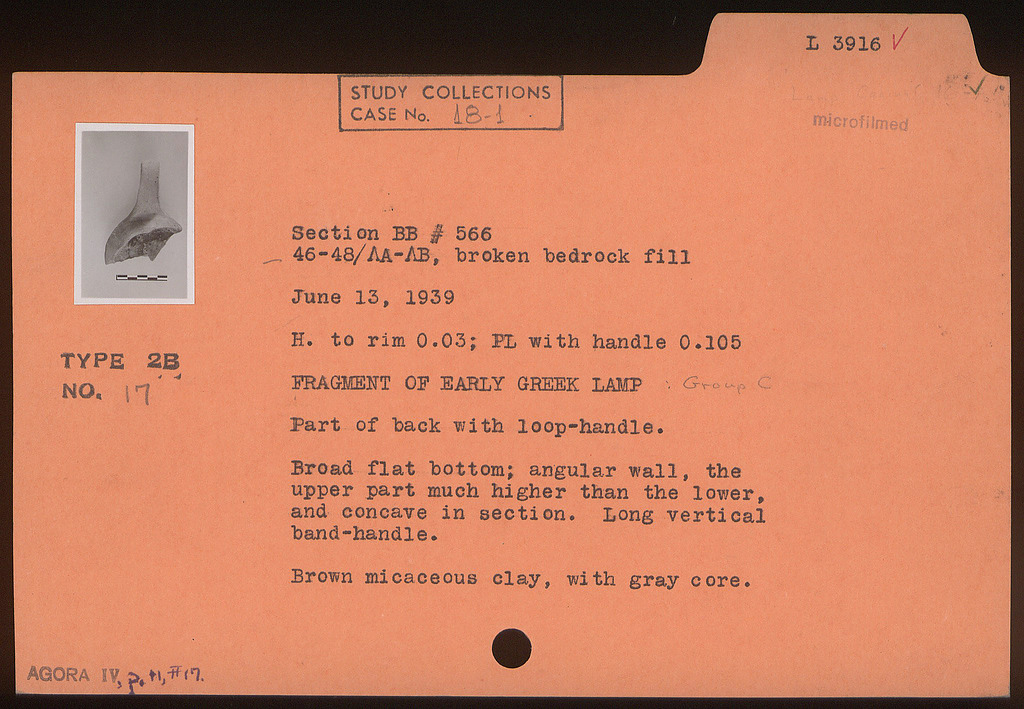 L 3916 ✓
STUDY COLLECTIONS
CASE No. 18-1
microfilmed
Section BB # 566
46-48/ΛA-ΛB, broken bedrock fill
June 13, 1939
H. to rim 0.03; PL with handle 0.105
TYPE 2B
NO. 17
FRAGMENT OF EARLY GREEK LAMP : Group C
Part of back with loop-handle.
Broad flat bottom; angular wall, the
upper part much higher than the lower,
and concave in section. Long vertical
band-handle.
Brown micaceous clay, with gray core.
AGORA IV, p. 11, #17.